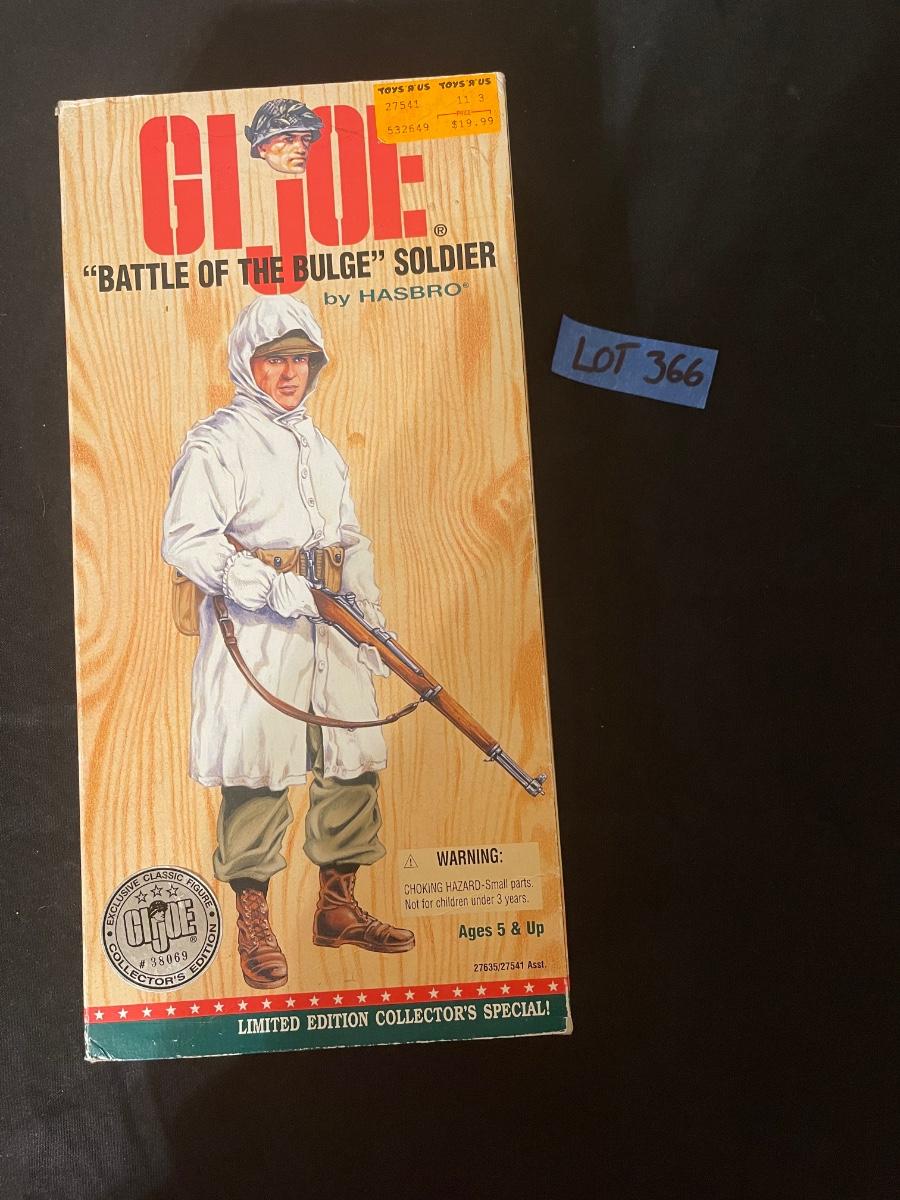 TOYS "R" US TOYS "R" US
27541 11 3
PRICE
532649 $19.99
GI JOE®
"BATTLE OF THE BULGE" SOLDIER
by HASBRO®
LOT 366
⚠ WARNING:
CHOKING HAZARD-Small parts.
Not for children under 3 years.
Ages 5 & Up
27635/27541 Asst.
EXCLUSIVE CLASSIC FIGURE
GI JOE®
# 38069
COLLECTOR'S EDITION
LIMITED EDITION COLLECTOR'S SPECIAL!